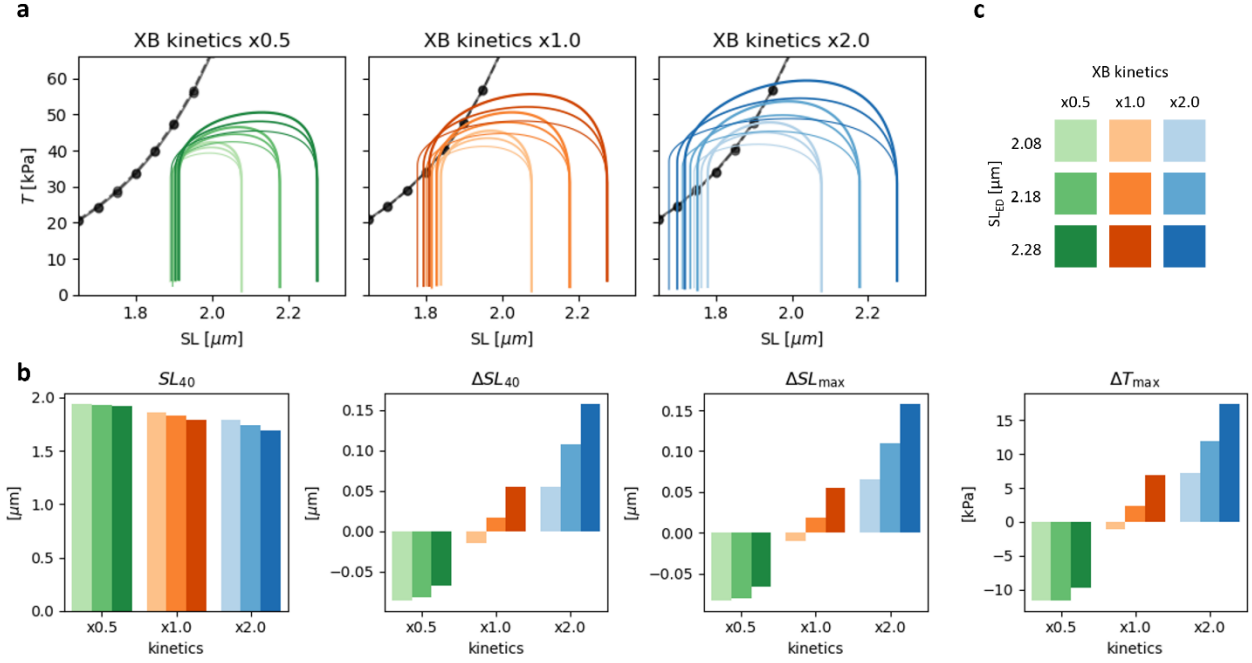 a
XB kinetics x0.5
XB kinetics x1.0
XB kinetics x2.0
T [kPa]
60
50
40
30
20
10
0
1.8 2.0 2.2
1.8 2.0 2.2
1.8 2.0 2.2
SL [μm]
SL [μm]
SL [μm]
c
XB kinetics
x0.5 x1.0 x2.0
SL_ED [μm]
2.08
2.18
2.28
b
SL_40
[μm]
2.0
1.5
1.0
0.5
0.0
x0.5 x1.0 x2.0
kinetics
ΔSL_40
[μm]
0.15
0.10
0.05
0.00
−0.05
x0.5 x1.0 x2.0
kinetics
ΔSL_max
[μm]
0.15
0.10
0.05
0.00
−0.05
x0.5 x1.0 x2.0
kinetics
ΔT_max
[kPa]
15
10
5
0
−5
−10
x0.5 x1.0 x2.0
kinetics